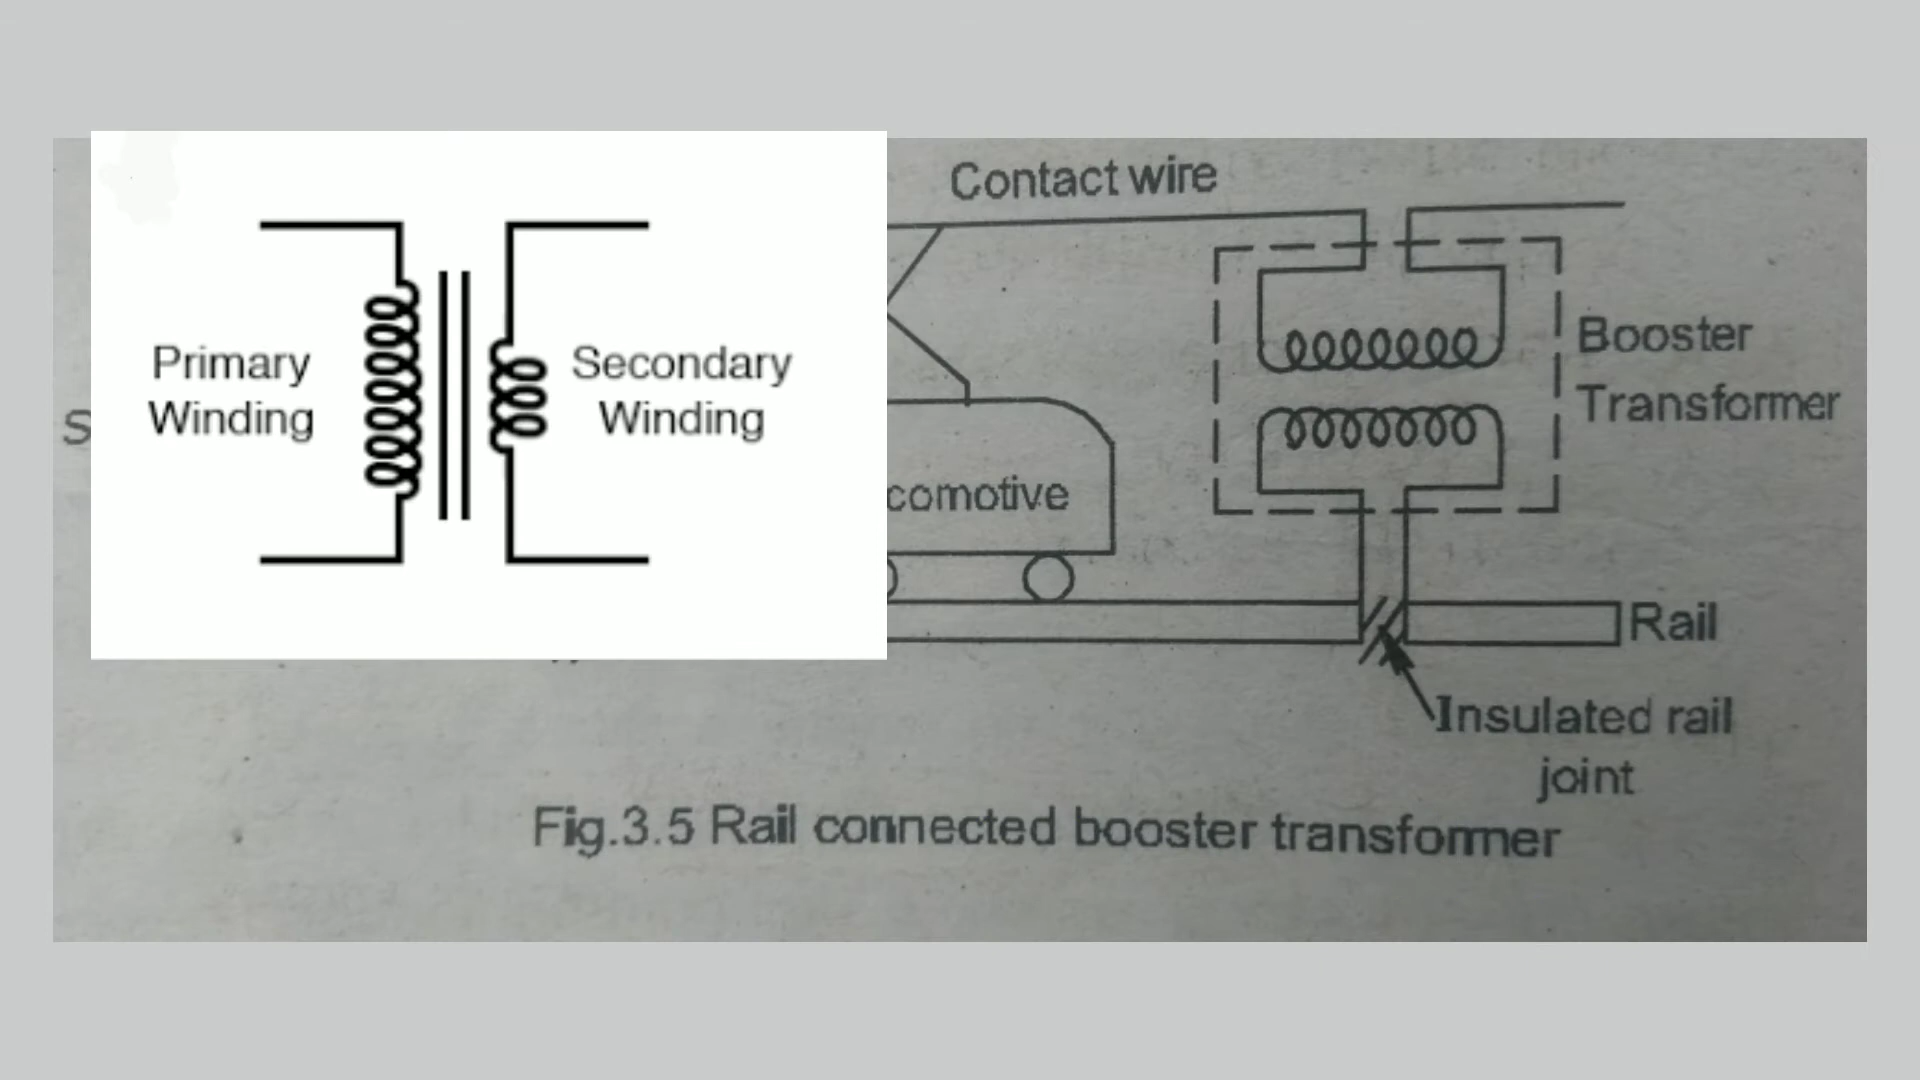 Primary
Winding
Secondary
Winding
Contact wire
Booster
Transformer
comotive
Rail
Insulated rail
joint
Fig.3.5 Rail connected booster transformer